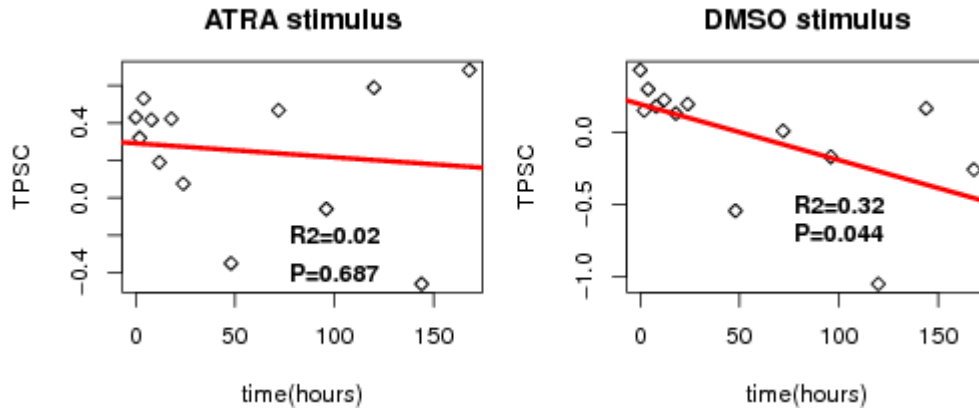 ATRA stimulus
TPSC
0.4
0.0
−0.4
R2=0.02
P=0.687
0 50 100 150
time(hours)
DMSO stimulus
TPSC
0.0
−0.5
−1.0
R2=0.32
P=0.044
0 50 100 150
time(hours)